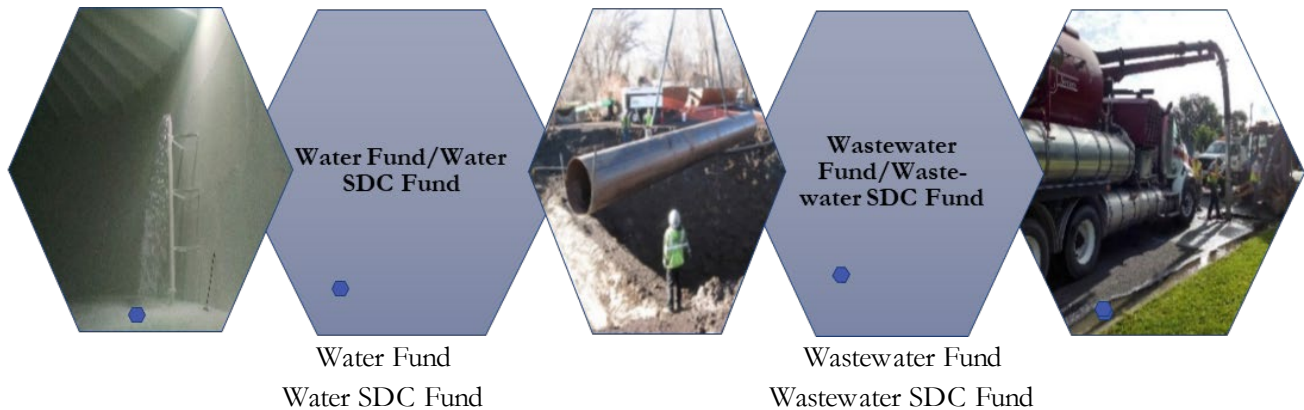 Water Fund/Water
SDC Fund
Wastewater
Fund/Waste-
water SDC Fund
Water Fund
Water SDC Fund
Wastewater Fund
Wastewater SDC Fund